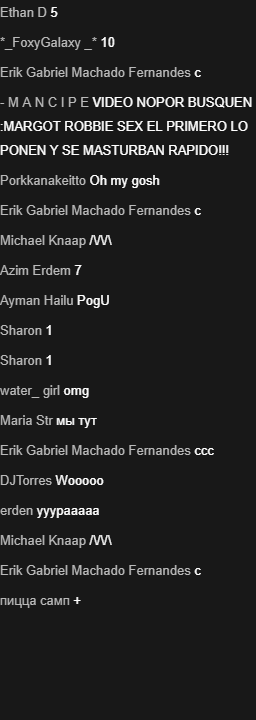 Ethan D 5
*_FoxyGalaxy _* 10
Erik Gabriel Machado Fernandes c
- M A N C I P E VIDEO NOPOR BUSQUEN
:MARGOT ROBBIE SEX EL PRIMERO LO
PONEN Y SE MASTURBAN RAPIDO!!!
Porkkanakeitto Oh my gosh
Erik Gabriel Machado Fernandes c
Michael Knaap /\/\/\
Azim Erdem 7
Ayman Hailu PogU
Sharon 1
Sharon 1
water_ girl omg
Maria Str мы тут
Erik Gabriel Machado Fernandes ccc
DJTorres Wooooo
erden yyypaaaaa
Michael Knaap /\/\/\
Erik Gabriel Machado Fernandes c
пицца самп +